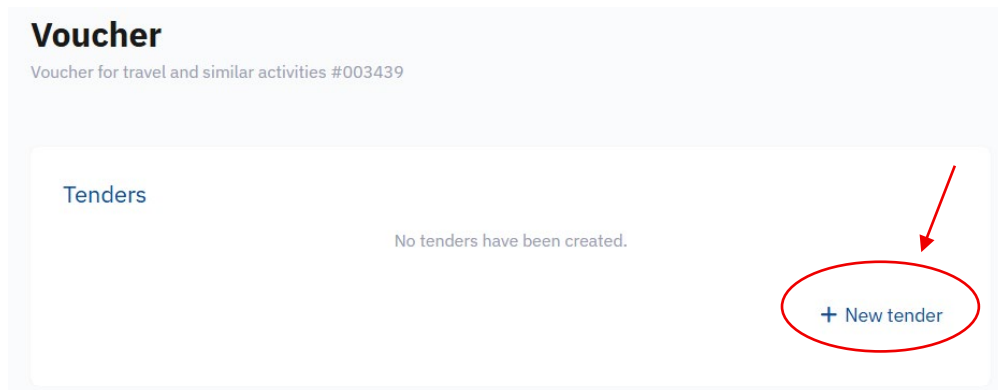 Voucher
Voucher for travel and similar activities #003439
Tenders
No tenders have been created.
+ New tender